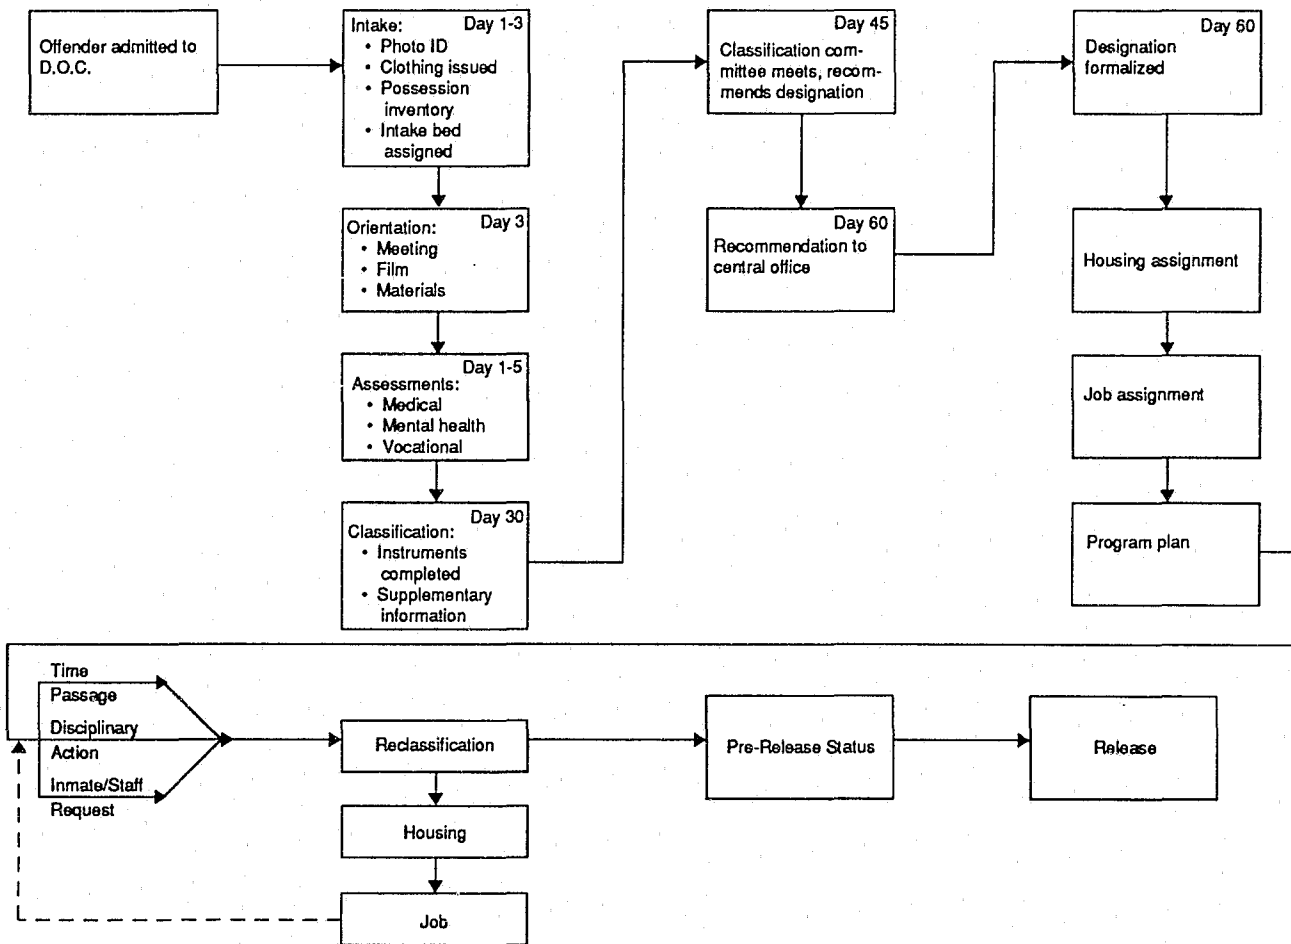 Offender admitted to
D.O.C.
Intake: Day 1-3
• Photo ID
• Clothing issued
• Possession
inventory
• Intake bed
assigned
Orientation: Day 3
• Meeting
• Film
• Materials
Day 1-5
Assessments:
• Medical
• Mental health
• Vocational
Day 30
Classification:
• Instruments
completed
• Supplementary
information
Day 45
Classification com-
mittee meets, recom-
mends designation
Day 60
Recommendation to
central office
Day 60
Designation
formalized
Housing assignment
Job assignment
Program plan
Time
Passage
Disciplinary
Action
Inmate/Staff
Request
Reclassification
Housing
Job
Pre-Release Status
Release